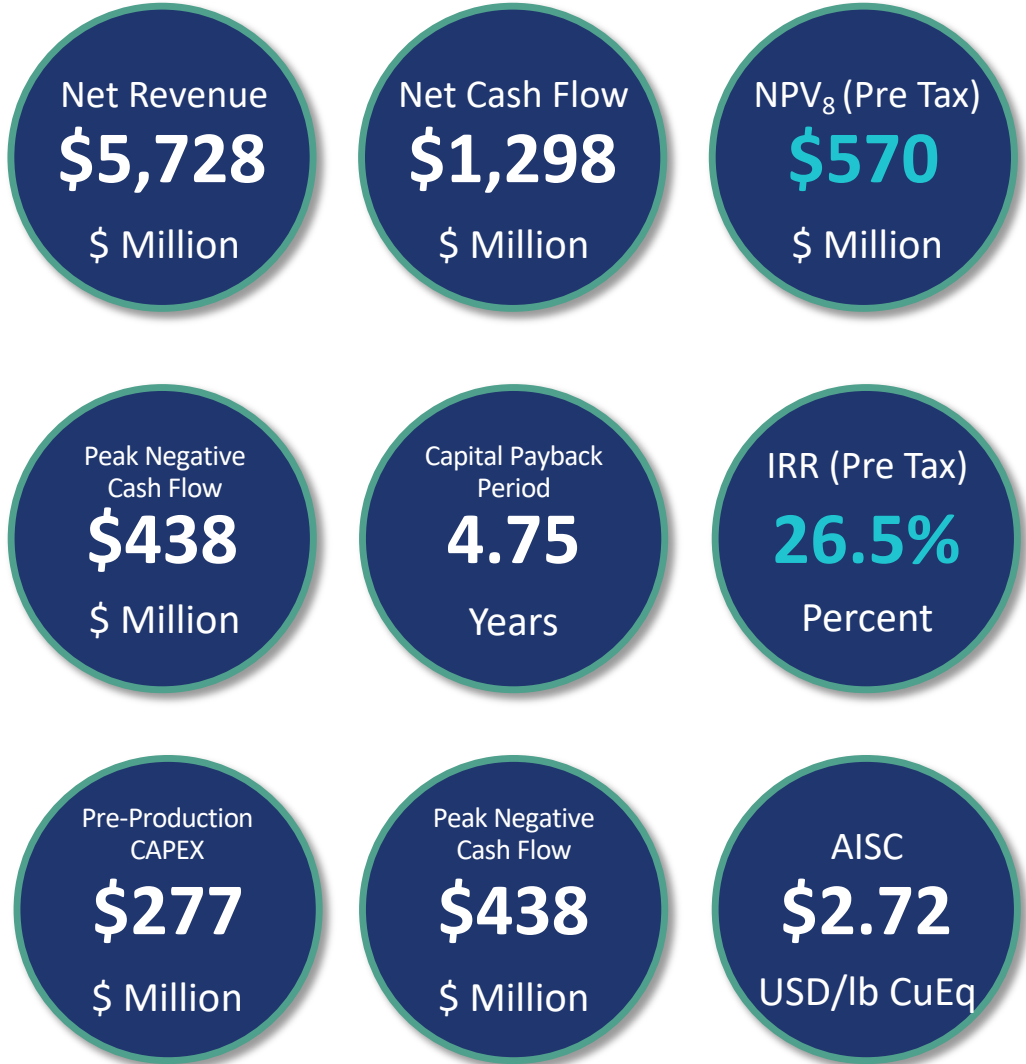 Net Revenue
$5,728
$ Million
Net Cash Flow
$1,298
$ Million
NPV₈ (Pre Tax)
$570
$ Million
Peak Negative
Cash Flow
$438
$ Million
Capital Payback
Period
4.75
Years
IRR (Pre Tax)
26.5%
Percent
Pre-Production
CAPEX
$277
$ Million
Peak Negative
Cash Flow
$438
$ Million
AISC
$2.72
USD/lb CuEq